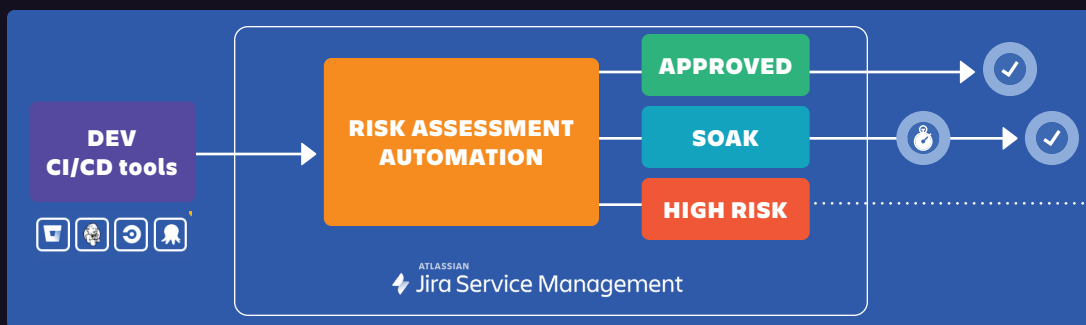 DEV
CI/CD tools
RISK ASSESSMENT
AUTOMATION
APPROVED
SOAK
HIGH RISK
ATLASSIAN
Jira Service Management